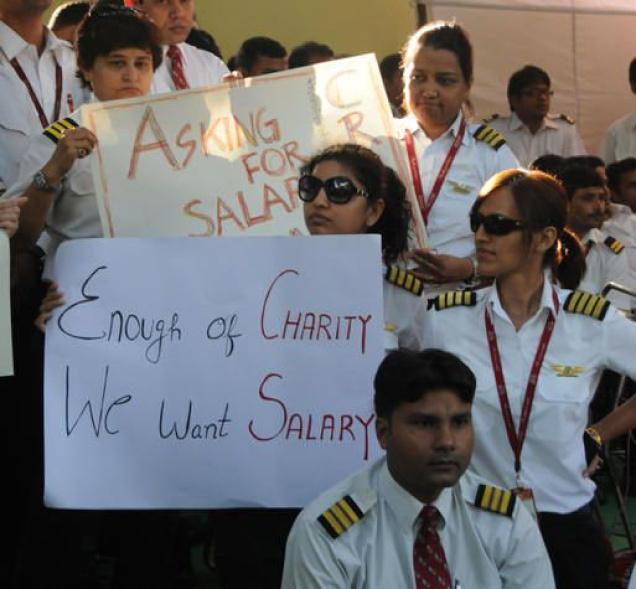 ASKING
FOR
SALAR
C
R
Enough of CHARITY
We Want SALARY